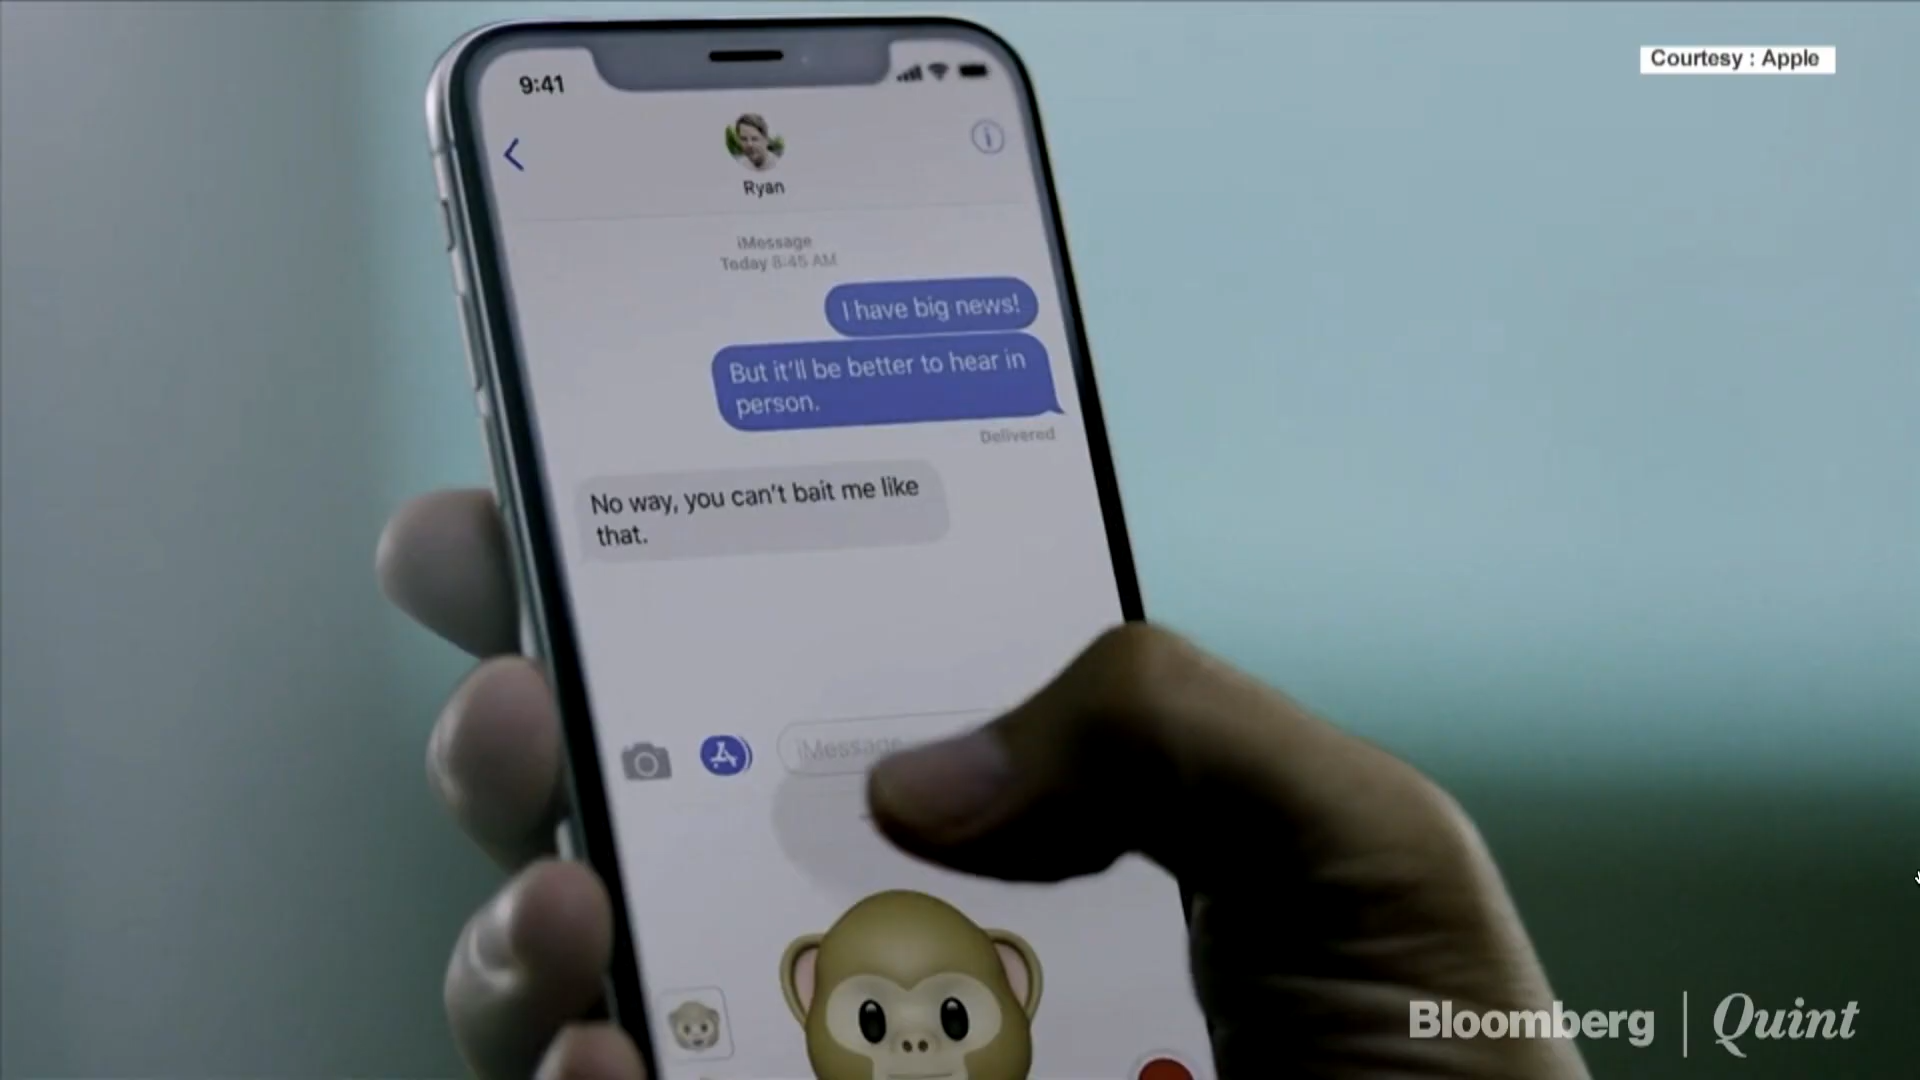 Courtesy : Apple
9:41
Ryan
iMessage
Today 8:45 AM
I have big news!
But it'll be better to hear in
person.
Delivered
No way, you can't bait me like
that.
iMessage
Bloomberg | Quint